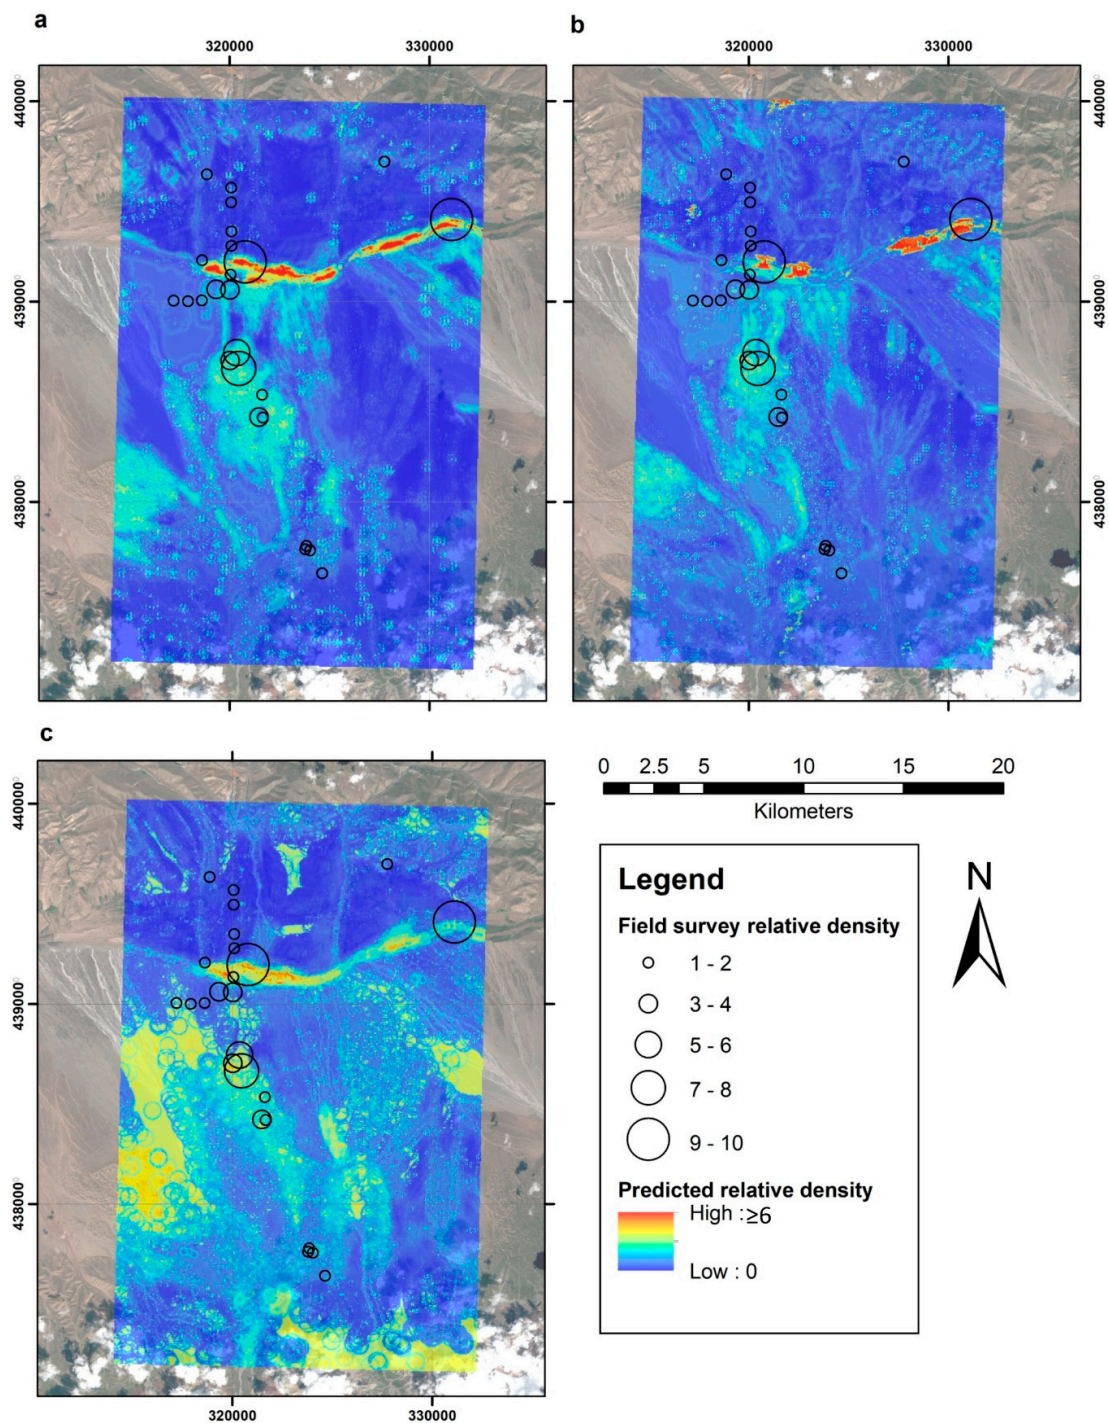 a
b
320000
330000
320000
330000
4400000
4390000
4380000
4400000
4390000
4380000
c
4400000
4390000
4380000
320000
330000
0 2.5 5 10 15 20
Kilometers
N
Legend
Field survey relative density
1 - 2
3 - 4
5 - 6
7 - 8
9 - 10
Predicted relative density
High : ≥6
Low : 0